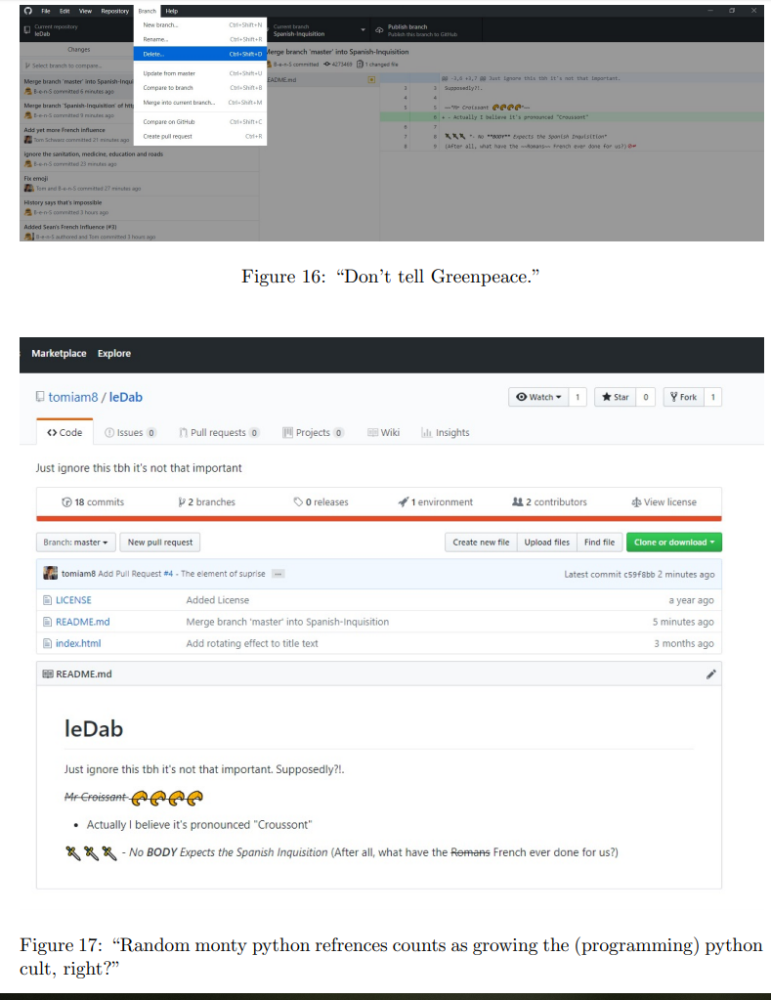 File Edit View Repository Branch Help
Current repository
leDab
New branch... Ctrl+Shift+N
Rename... Ctrl+Shift+R
Delete... Ctrl+Shift+D
Update from master Ctrl+Shift+U
Compare to branch Ctrl+Shift+B
Merge into current branch... Ctrl+Shift+M
Compare on GitHub Ctrl+Shift+C
Create pull request Ctrl+R
Current branch
Spanish-Inquisition
Publish branch
Publish this branch to GitHub
Changes
Select branch to compare...
Merge branch 'master' into Spanish-Inqui
B-e-n-S committed 6 minutes ago
Merge branch 'Spanish-Inquisition' of http
B-e-n-S committed
Add yet more French influence
Tom Schwarz committed 21 minutes ago
ignore the sanitation, medicine, education and roads
B-e-n-S committed 23 minutes ago
Fix emoji
Tom and B-e-n-S committed 27 minutes ago
History says that's impossible
B-e-n-S committed 3 hours ago
Added Sean's French Influence (#3)
B-e-n-S authored and Tom committed 3 hours ago
Merge branch 'master' into Spanish-Inquisition
B-e-n-S committed 4273469 1 changed file
README.md
@@ -3,6 +3,7 @@ Just ignore this tbh it's not that important.
3 3 Supposedly?!.
4 4
5 5 ~~Mr Croissant 🥐🥐🥐🥐~~
6 + - Actually I believe it's pronounced "Croussont"
6 7
7 8 🗡🗡🗡 *- No **BODY** Expects the Spanish Inquisition*
8 9 (After all, what have the ~~Romans~~ French ever done for us?)
Figure 16: “Don’t tell Greenpeace.”
Marketplace Explore
tomiam8 / leDab
Watch 1 Star 0 Fork 1
Code Issues 0 Pull requests 0 Projects 0 Wiki Insights
Just ignore this tbh it's not that important
18 commits 2 branches 0 releases 1 environment 2 contributors View license
Branch: master New pull request Create new file Upload files Find file Clone or download
tomiam8 Add Pull Request #4 - The element of suprise ... Latest commit c59f8bb 2 minutes ago
LICENSE Added License a year ago
README.md Merge branch 'master' into Spanish-Inquisition 5 minutes ago
index.html Add rotating effect to title text 3 months ago
README.md
leDab
Just ignore this tbh it's not that important. Supposedly?!.
Mr Croissant 🥐🥐🥐🥐
• Actually I believe it's pronounced "Croussont"
🗡🗡🗡 - No BODY Expects the Spanish Inquisition (After all, what have the Romans French ever done for us?)
Figure 17: “Random monty python refrences counts as growing the (programming) python
cult, right?”